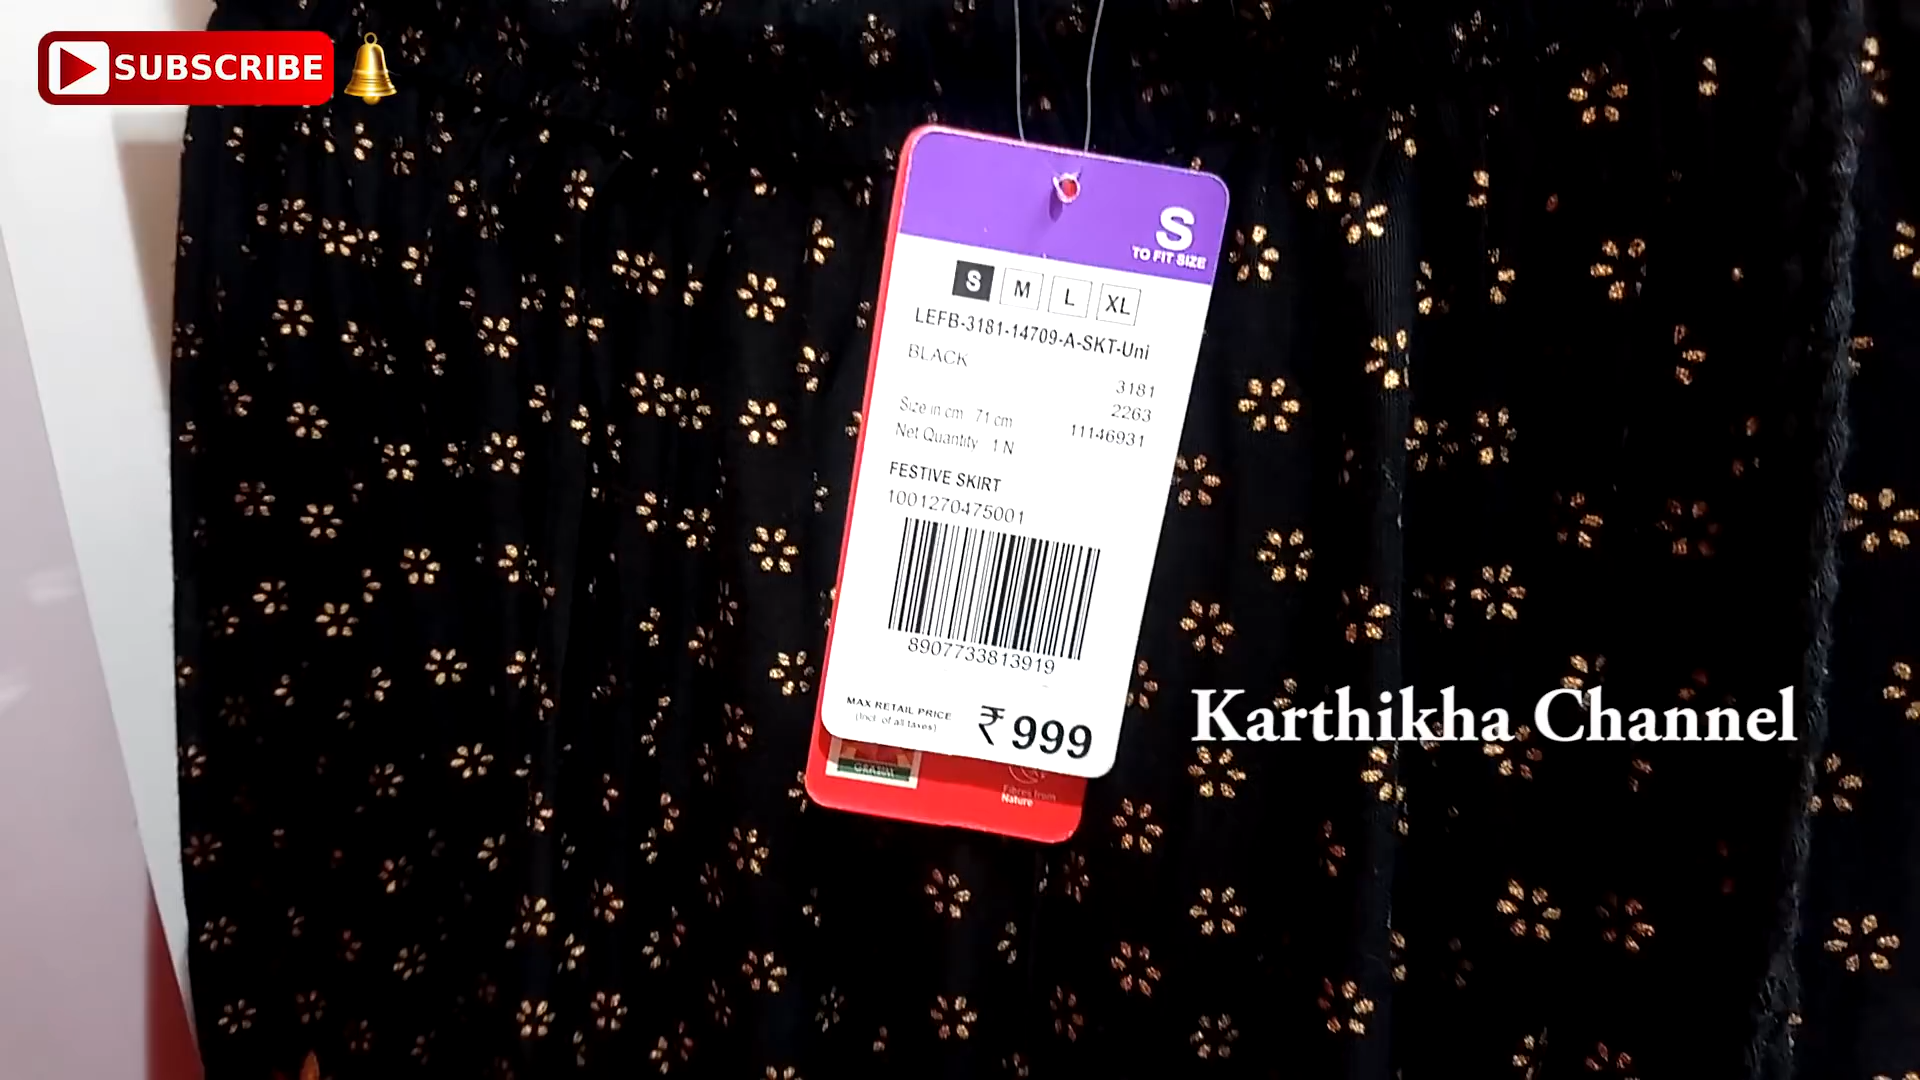 SUBSCRIBE
S
TO FIT SIZE
S M L XL
LEFB-3181-14709-A-SKT-Uni
BLACK
3181
2263
11146931
Size in cm 71 cm
Net Quantity 1 N
FESTIVE SKIRT
1001270475001
8907733813919
MAX RETAIL PRICE
(Incl. of all taxes)
₹ 999
GRASIM
Fibres from
Nature
Karthikha Channel